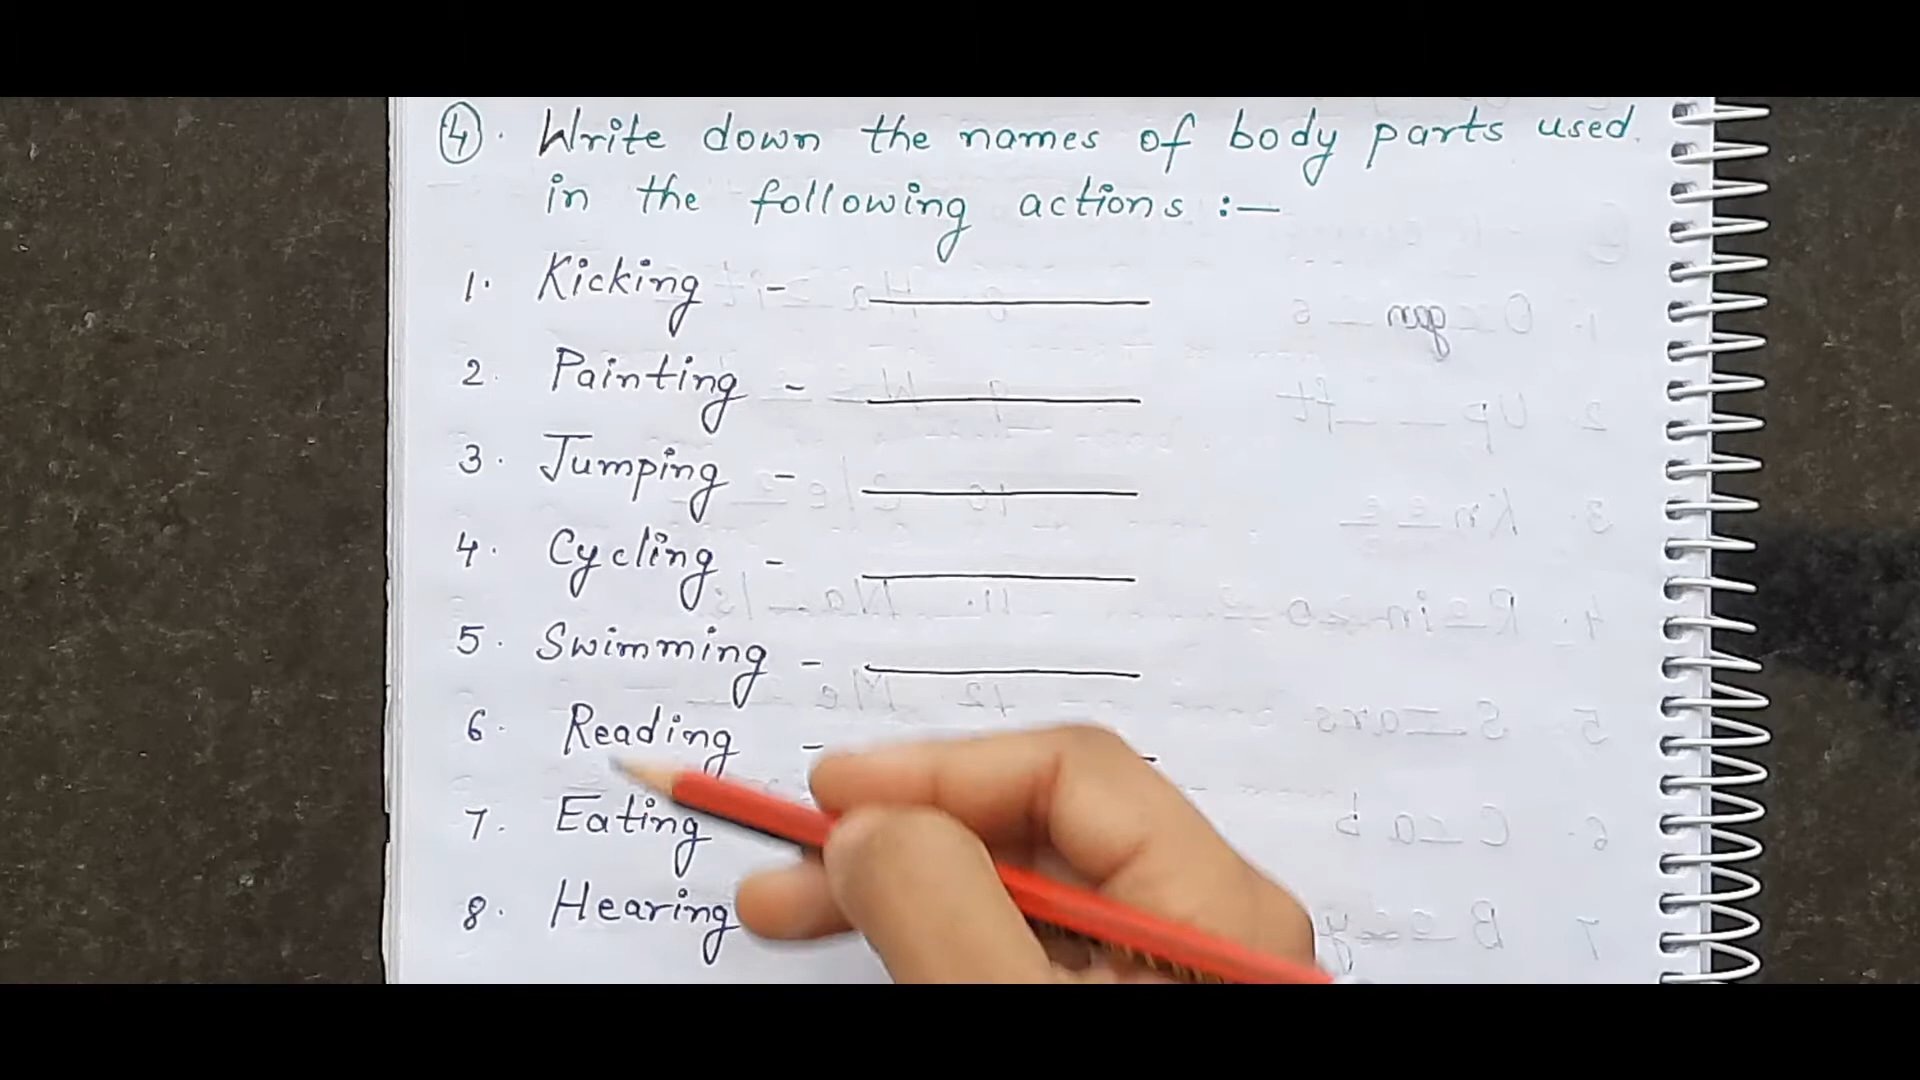 4. Write down the names of body parts used
in the following actions :—
1. Kicking -
2. Painting -
3. Jumping -
4. Cycling -
5. Swimming -
6. Reading -
7. Eating
8. Hearing